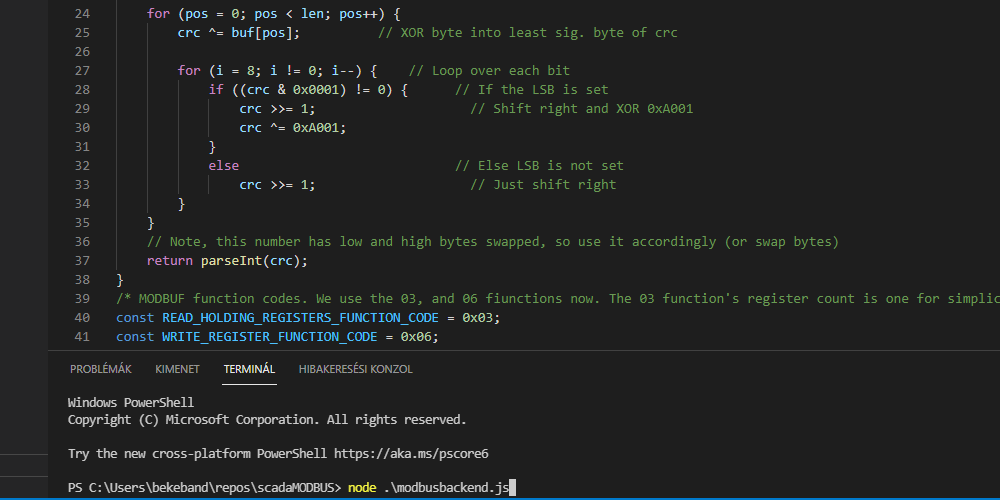 24 for (pos = 0; pos < len; pos++) {
25 crc ^= buf[pos]; // XOR byte into least sig. byte of crc
26
27 for (i = 8; i != 0; i--) { // Loop over each bit
28 if ((crc & 0x0001) != 0) { // If the LSB is set
29 crc >>= 1; // Shift right and XOR 0xA001
30 crc ^= 0xA001;
31 }
32 else // Else LSB is not set
33 crc >>= 1; // Just shift right
34 }
35 }
36 // Note, this number has low and high bytes swapped, so use it accordingly (or swap bytes)
37 return parseInt(crc);
38 }
39 /* MODBUF function codes. We use the 03, and 06 fiunctions now. The 03 function's register count is one for simplic
40 const READ_HOLDING_REGISTERS_FUNCTION_CODE = 0x03;
41 const WRITE_REGISTER_FUNCTION_CODE = 0x06;
PROBLÉMÁK KIMENET TERMINÁL HIBAKERESÉSI KONZOL
Windows PowerShell
Copyright (C) Microsoft Corporation. All rights reserved.
Try the new cross-platform PowerShell https://aka.ms/pscore6
PS C:\Users\bekeband\repos\scadaMODBUS> node .\modbusbackend.js